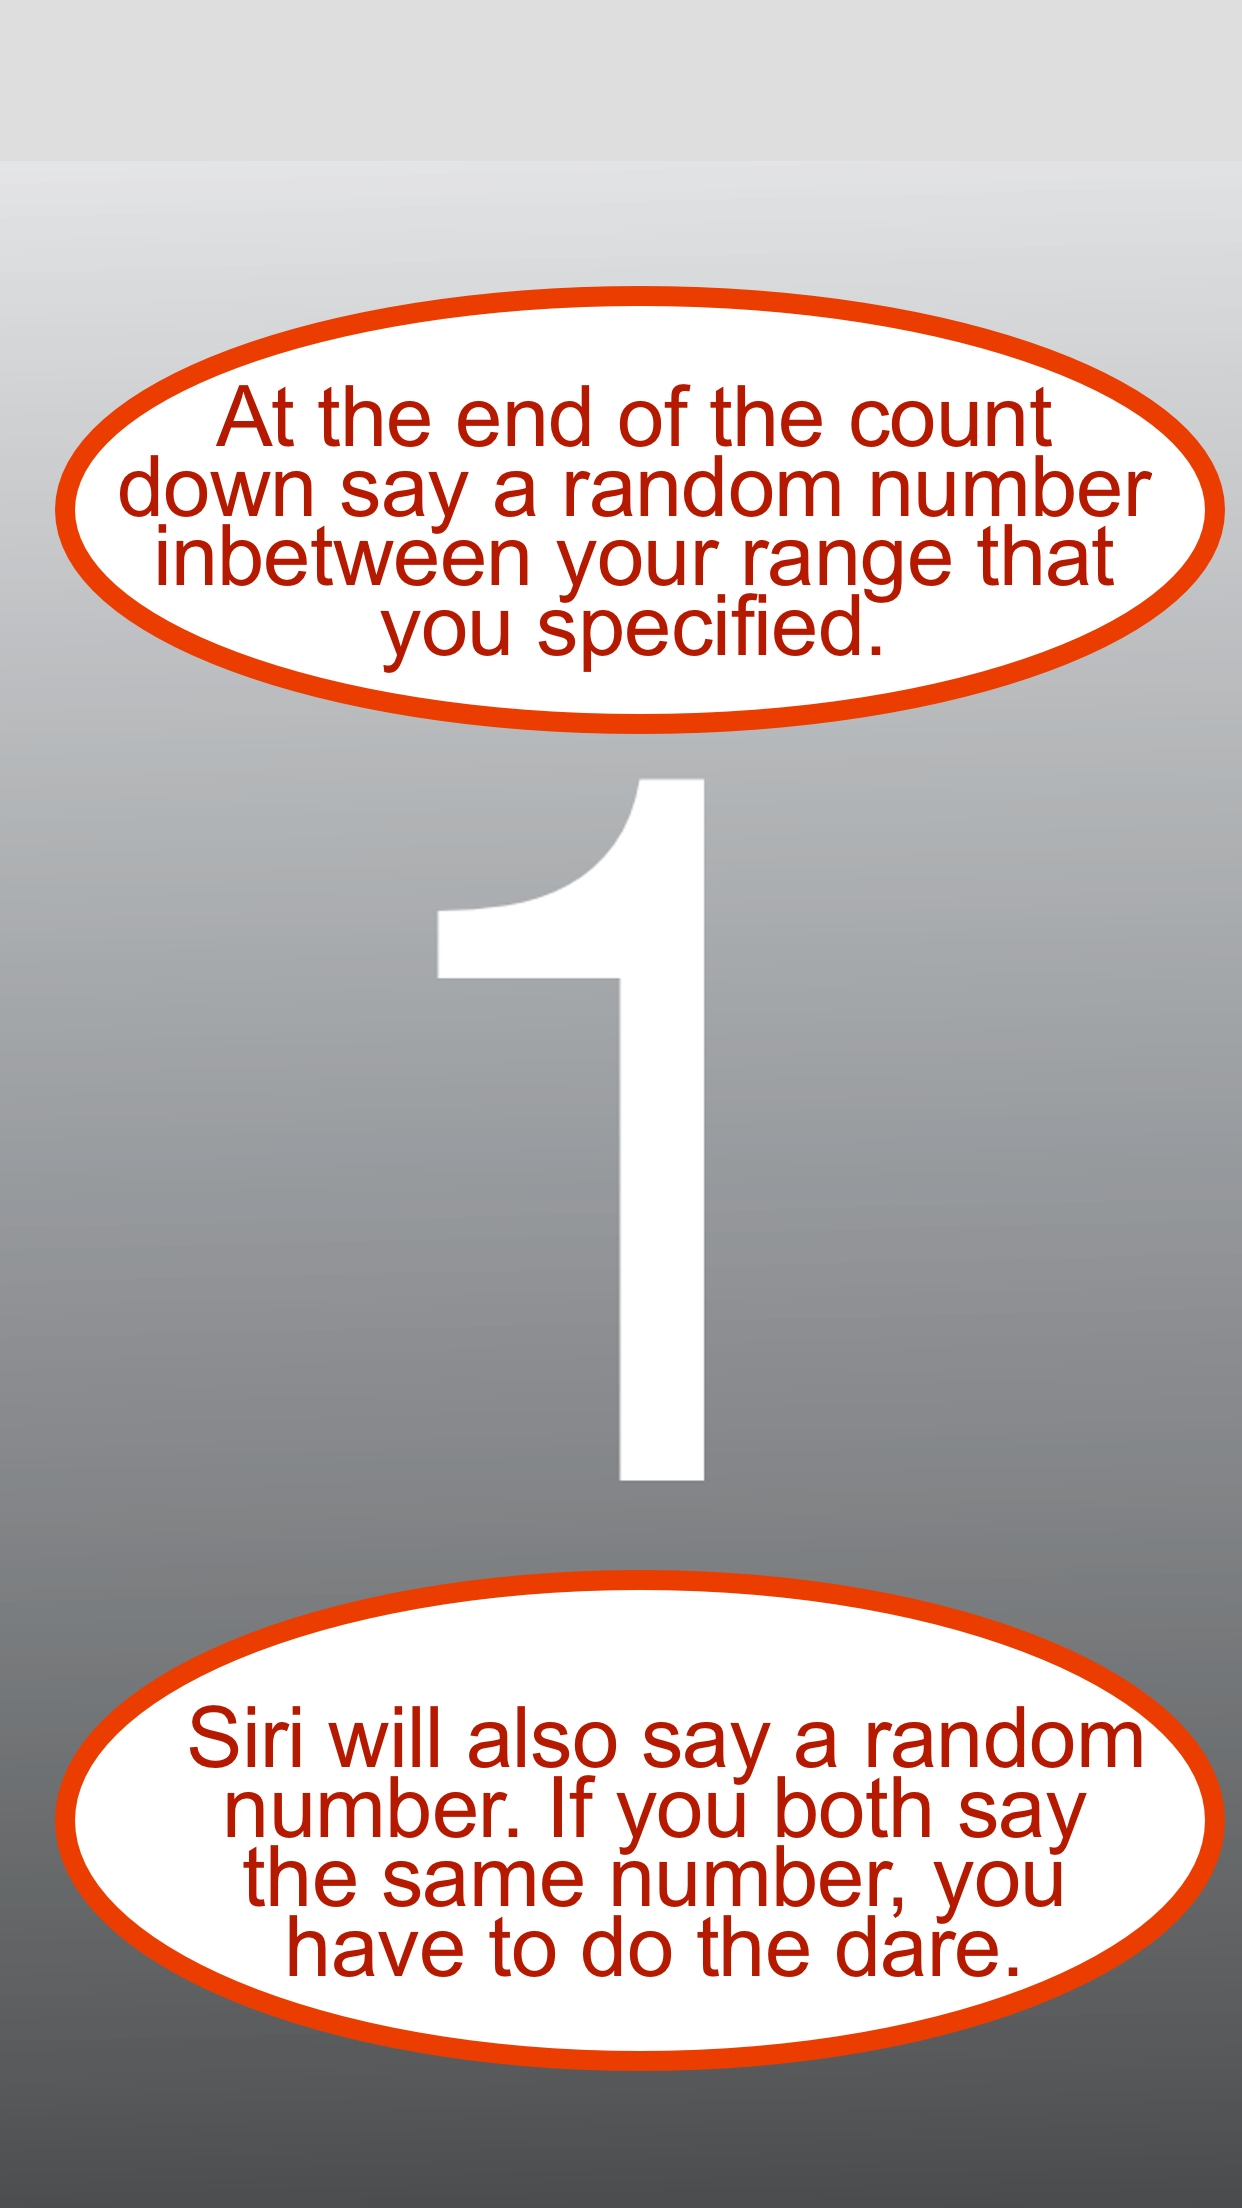 At the end of the count
down say a random number
inbetween your range that
you specified.
1
Siri will also say a random
number. If you both say
the same number, you
have to do the dare.